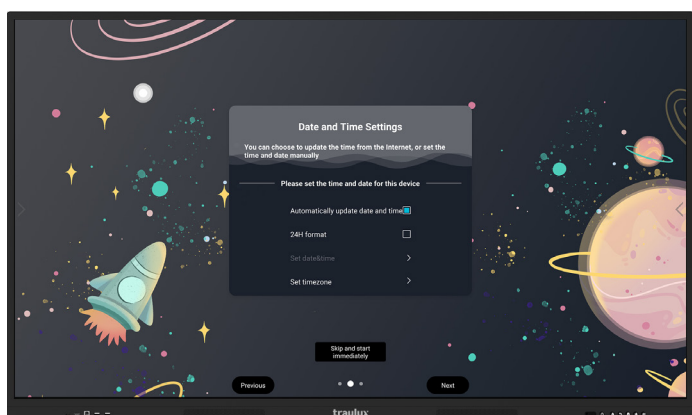 Date and Time Settings
You can choose to update the time from the Internet, or set the
time and date manually
Please set the time and date for this device
Automatically update date and time
24H format
Set date&time
Set timezone
Skip and start
immediately
Previous
Next
traulux